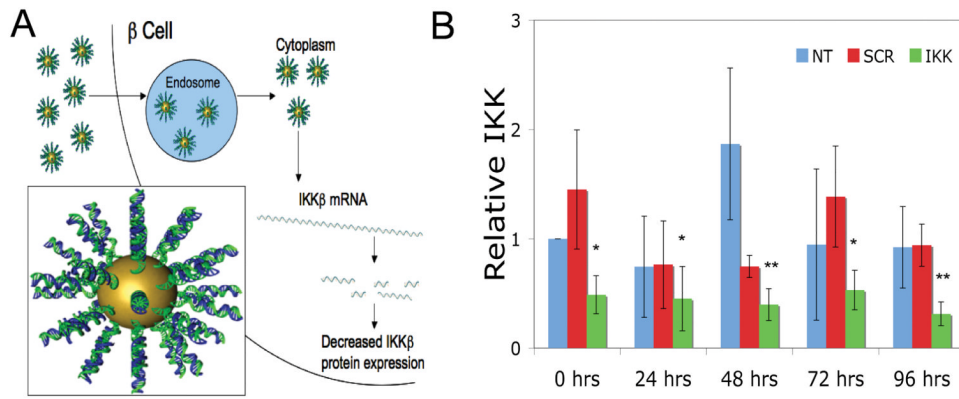 A
β Cell
Cytoplasm
Endosome
IKKβ mRNA
Decreased IKKβ
protein expression
B
Relative IKK
3
2
1
0
NT SCR IKK
* * ** * **
0 hrs 24 hrs 48 hrs 72 hrs 96 hrs